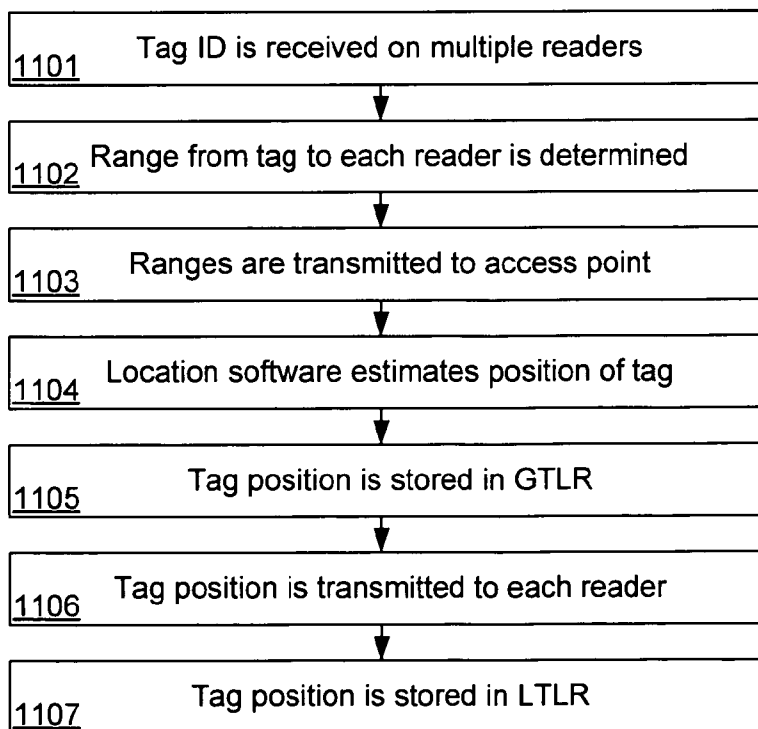 Tag ID is received on multiple readers
1101
Range from tag to each reader is determined
1102
Ranges are transmitted to access point
1103
Location software estimates position of tag
1104
Tag position is stored in GTLR
1105
Tag position is transmitted to each reader
1106
Tag position is stored in LTLR
1107